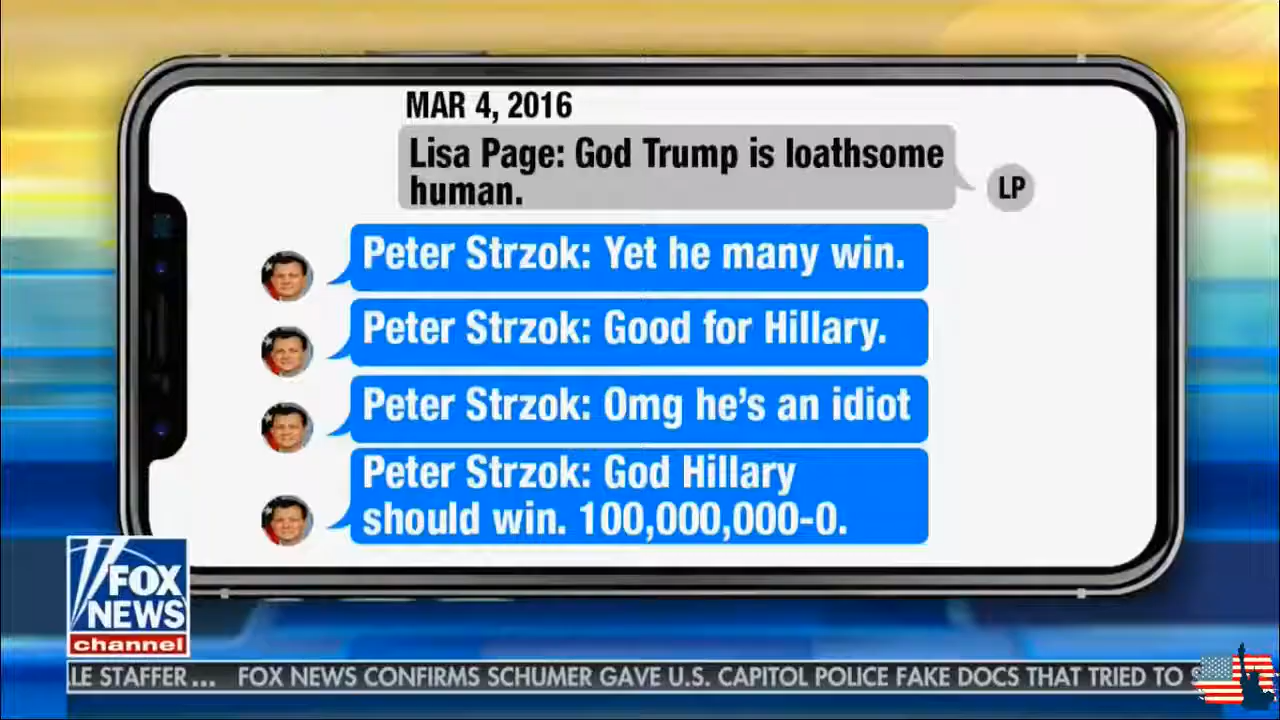 MAR 4, 2016
Lisa Page: God Trump is loathsome
human.
LP
Peter Strzok: Yet he many win.
Peter Strzok: Good for Hillary.
Peter Strzok: Omg he's an idiot
Peter Strzok: God Hillary
should win. 100,000,000-0.
FOX
NEWS
channel
LE STAFFER... FOX NEWS CONFIRMS SCHUMER GAVE U.S. CAPITOL POLICE FAKE DOCS THAT TRIED TO